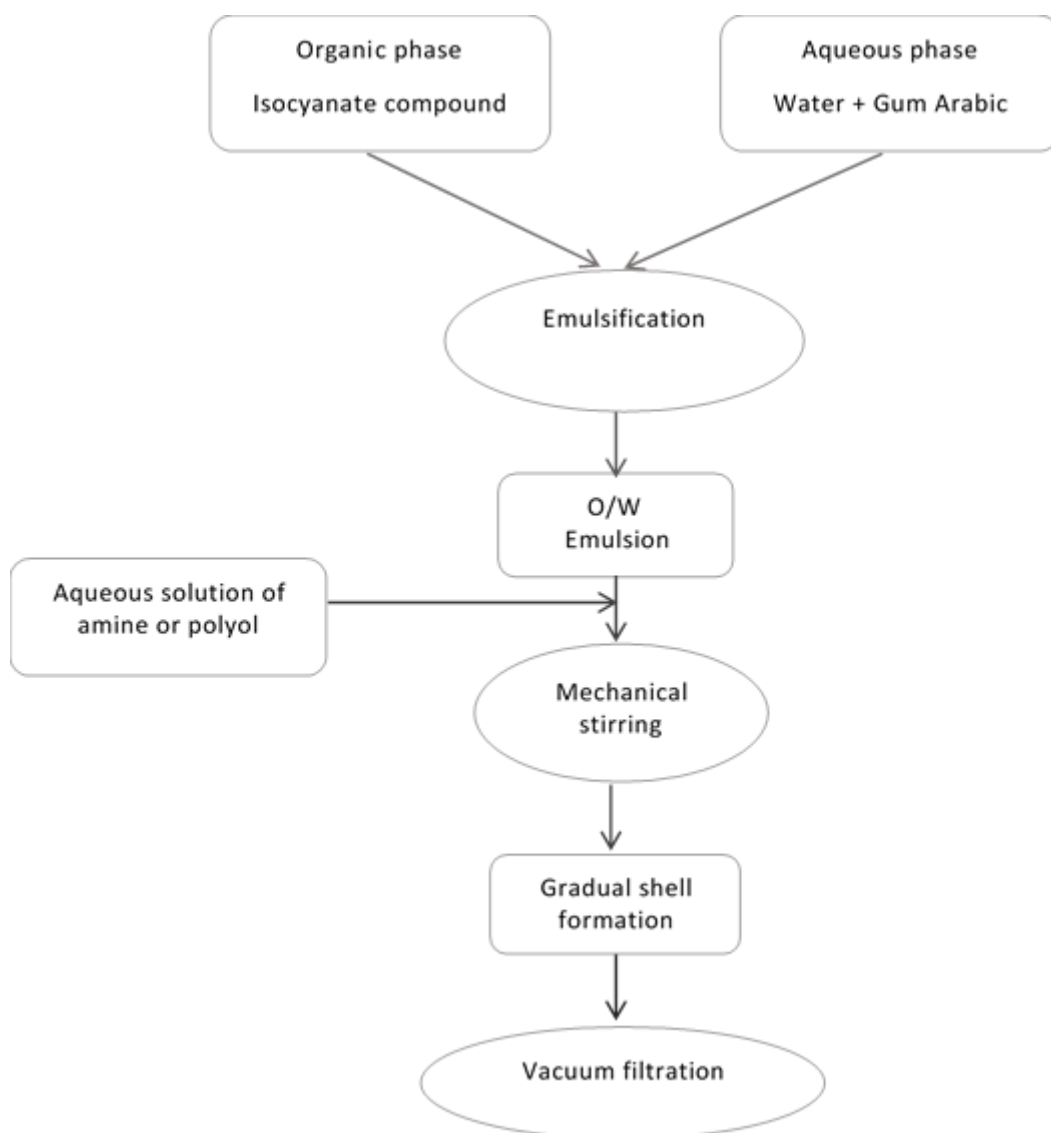 Organic phase
Isocyanate compound
Aqueous phase
Water + Gum Arabic
Emulsification
O/W
Emulsion
Aqueous solution of
amine or polyol
Mechanical
stirring
Gradual shell
formation
Vacuum filtration